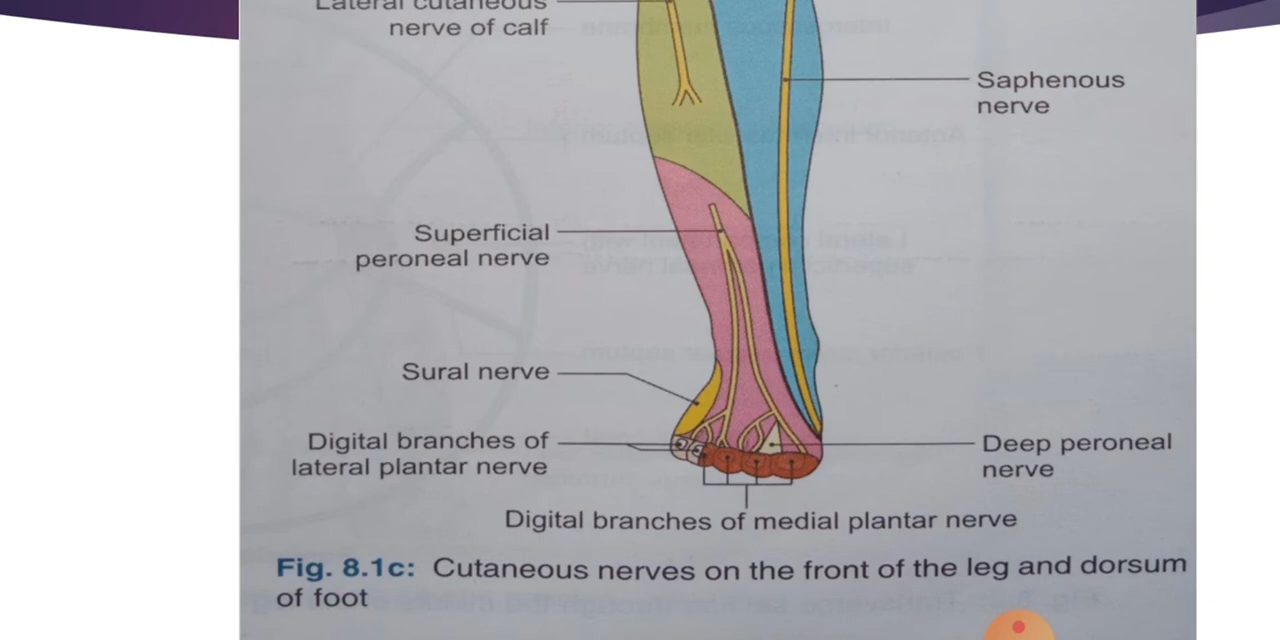 Lateral cutaneous
nerve of calf
Saphenous
nerve
Superficial
peroneal nerve
Sural nerve
Digital branches of
lateral plantar nerve
Deep peroneal
nerve
Digital branches of medial plantar nerve
Fig. 8.1c: Cutaneous nerves on the front of the leg and dorsum
of foot